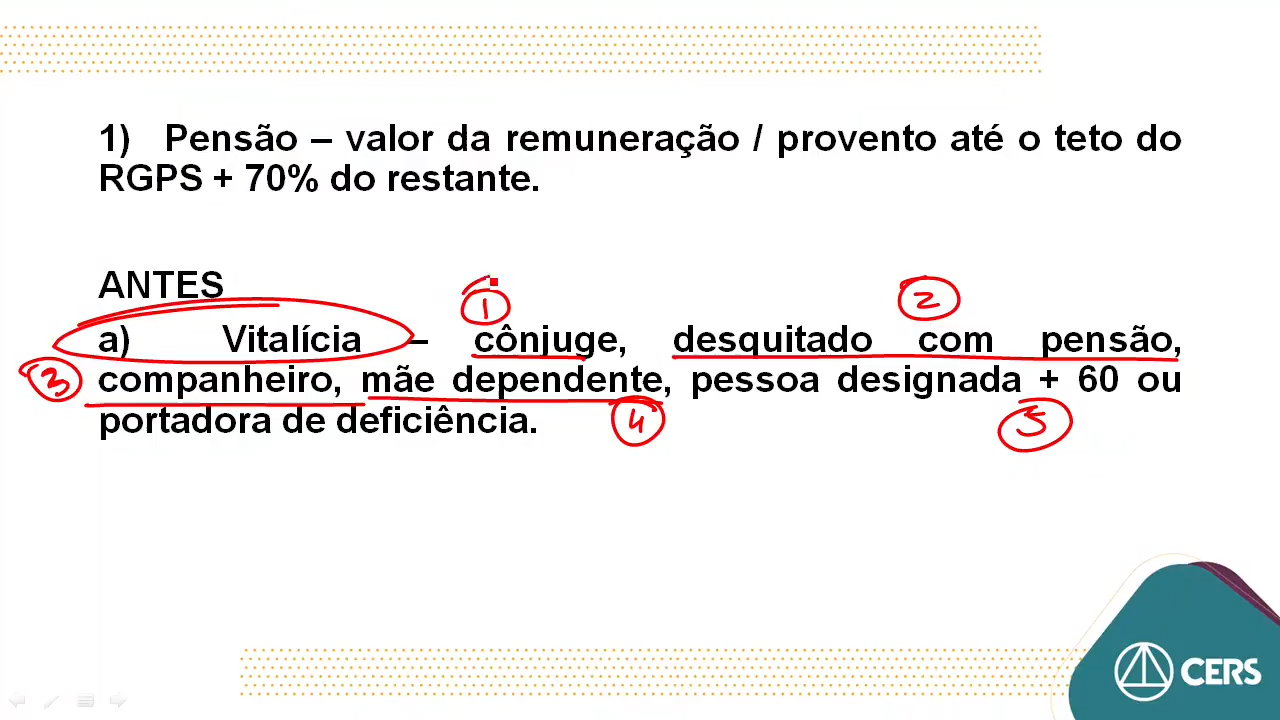 1) Pensão – valor da remuneração / provento até o teto do
RGPS + 70% do restante.
ANTES
1
2
a) Vitalícia – cônjuge, desquitado com pensão,
3
companheiro, mãe dependente, pessoa designada + 60 ou
portadora de deficiência.
4
5
CERS